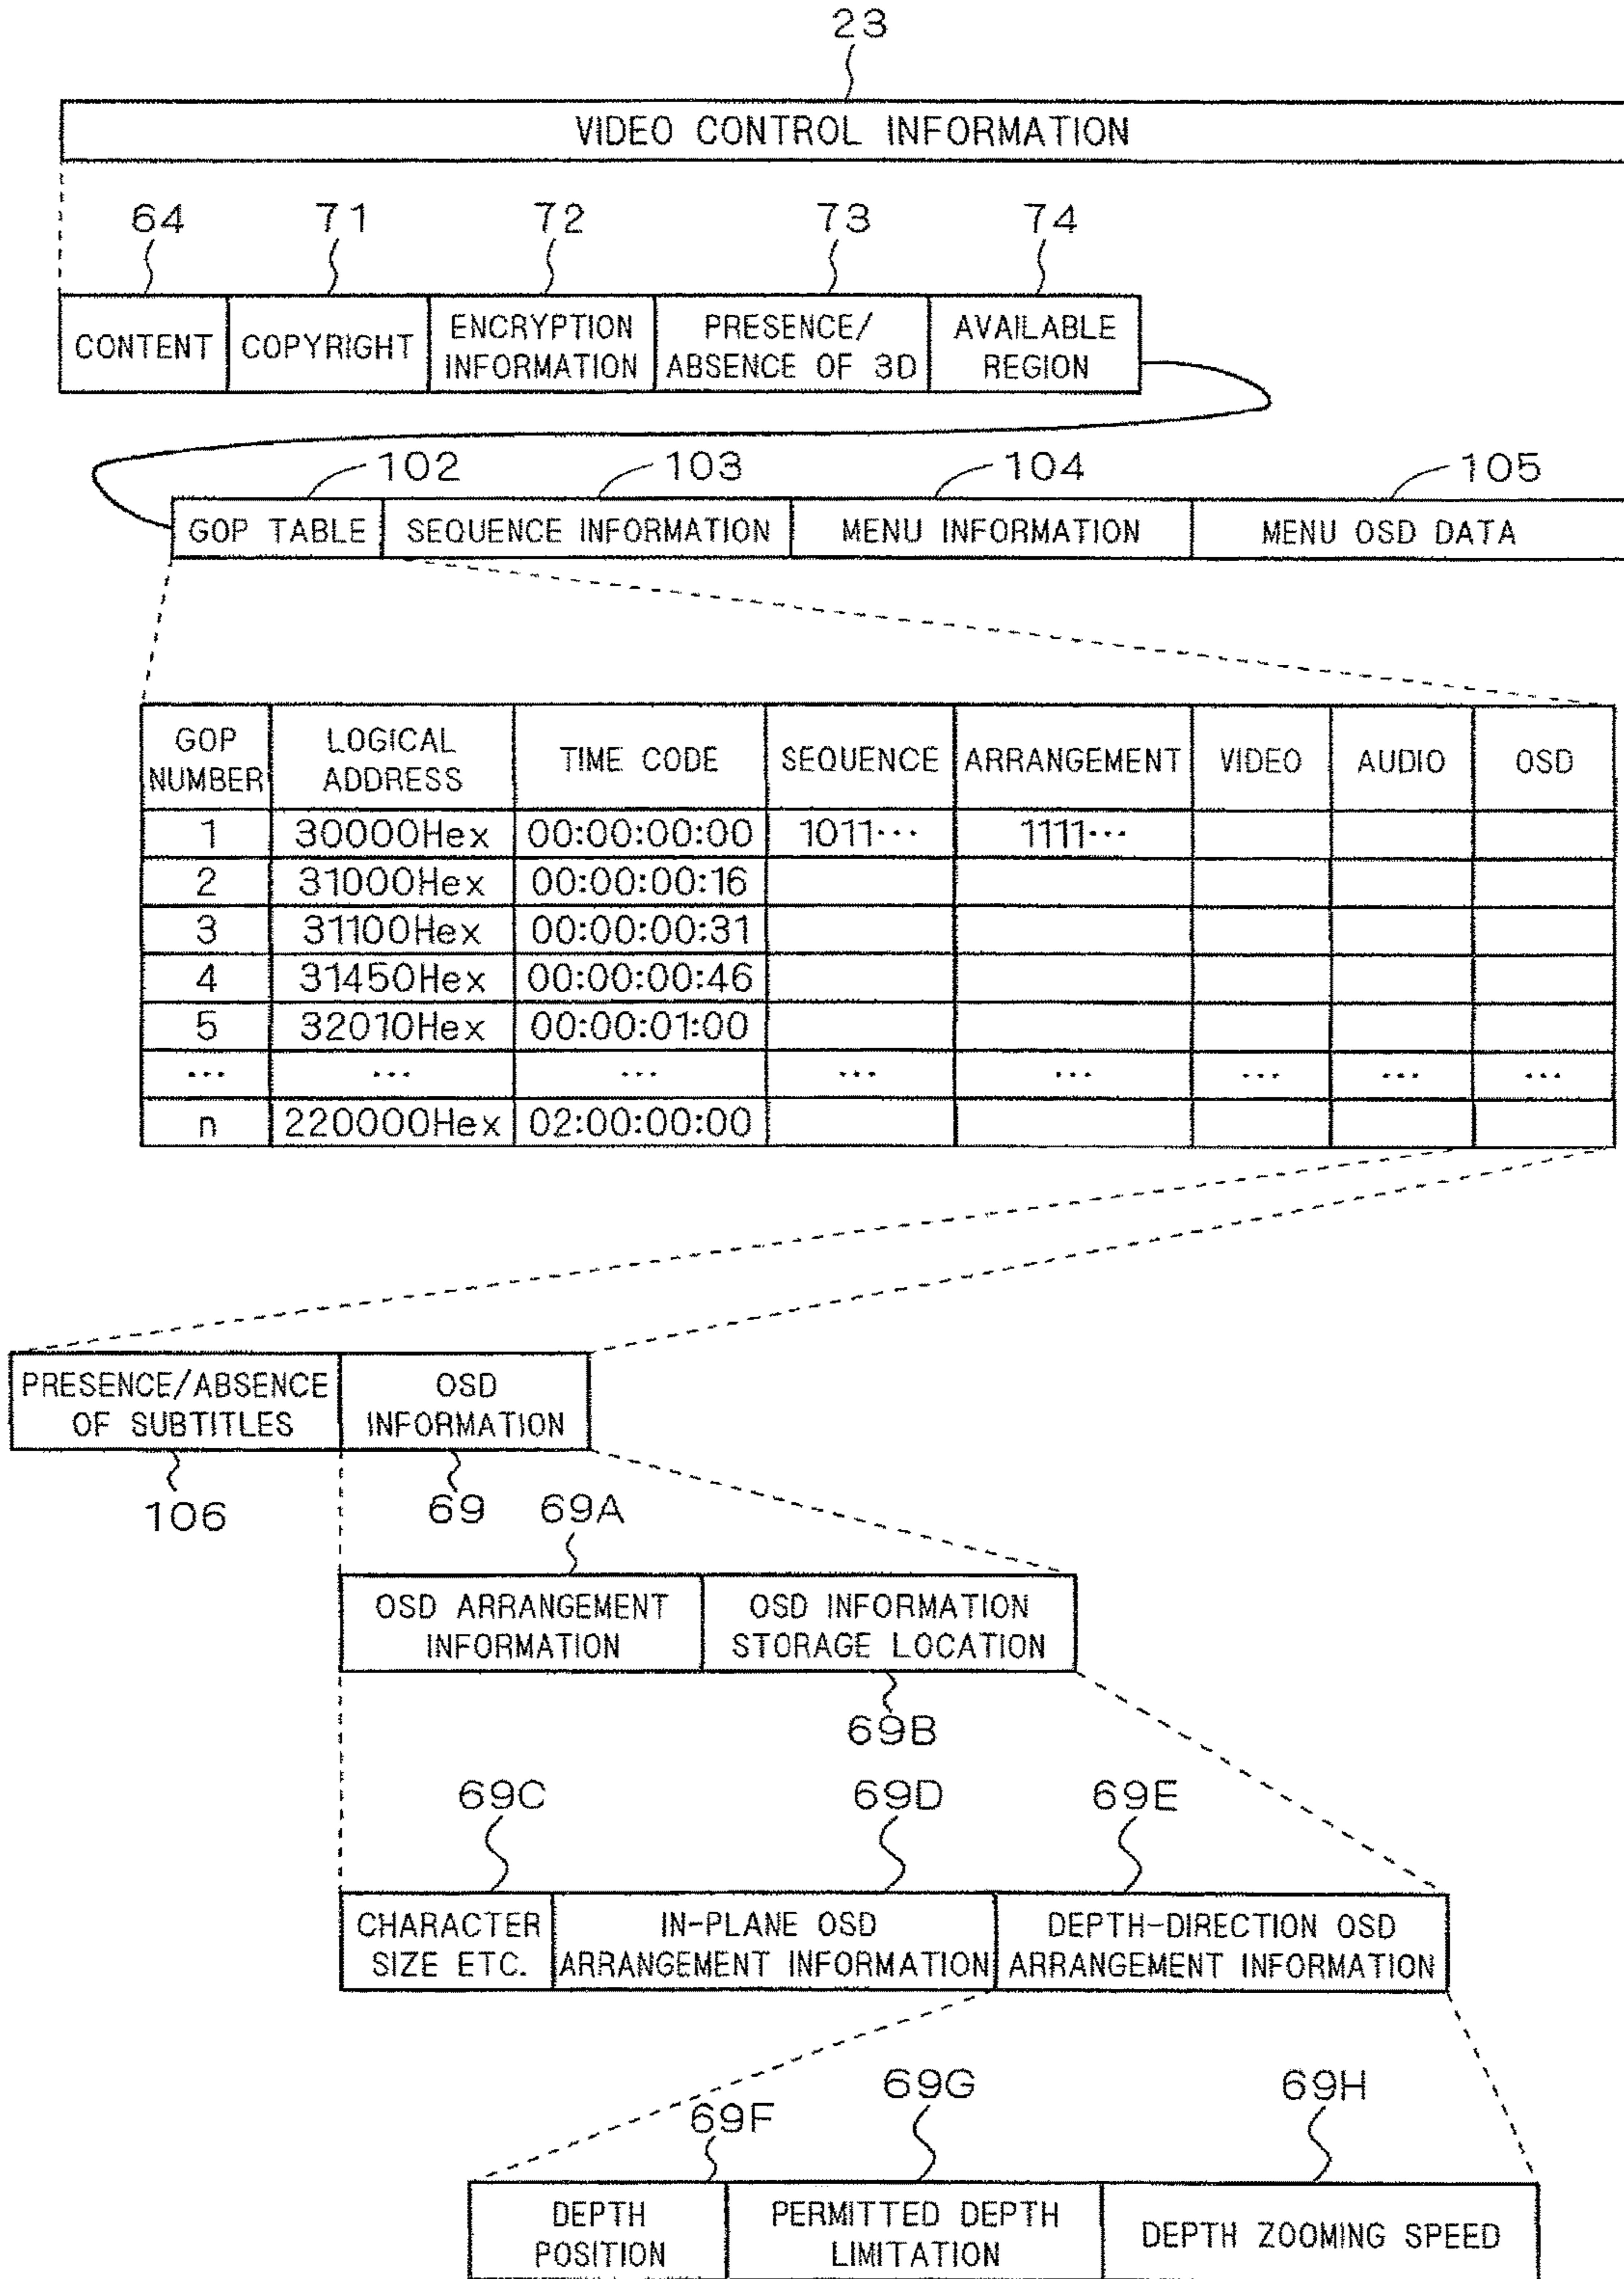 23
VIDEO CONTROL INFORMATION
64 71 72 73 74
CONTENT COPYRIGHT ENCRYPTION INFORMATION PRESENCE/ ABSENCE OF 3D AVAILABLE REGION
102 103 104 105
GOP TABLE SEQUENCE INFORMATION MENU INFORMATION MENU OSD DATA
GOP NUMBER LOGICAL ADDRESS TIME CODE SEQUENCE ARRANGEMENT VIDEO AUDIO OSD
1 30000Hex 00:00:00:00 1011··· 1111···
2 31000Hex 00:00:00:16
3 31100Hex 00:00:00:31
4 31450Hex 00:00:00:46
5 32010Hex 00:00:01:00
··· ··· ··· ··· ··· ··· ··· ···
n 220000Hex 02:00:00:00
PRESENCE/ABSENCE OF SUBTITLES OSD INFORMATION
106 69 69A
OSD ARRANGEMENT INFORMATION OSD INFORMATION STORAGE LOCATION
69B
69C 69D 69E
CHARACTER SIZE ETC. IN-PLANE OSD ARRANGEMENT INFORMATION DEPTH-DIRECTION OSD ARRANGEMENT INFORMATION
69F 69G 69H
DEPTH POSITION PERMITTED DEPTH LIMITATION DEPTH ZOOMING SPEED